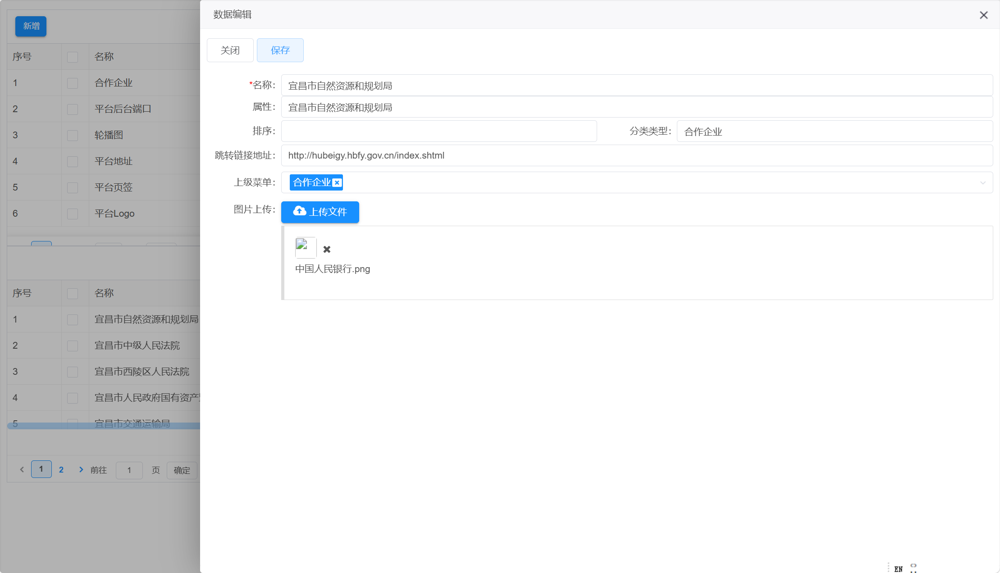 新增
序号 名称
1 合作企业
2 平台后台端口
3 轮播图
4 平台地址
5 平台页签
6 平台Logo
序号 名称
1 宜昌市自然资源和规划局
2 宜昌市中级人民法院
3 宜昌市西陵区人民法院
4 宜昌市人民政府国有资产
5 宜昌市交通运输局
1 2 前往 1 页 确定
数据编辑
关闭 保存
*名称： 宜昌市自然资源和规划局
属性： 宜昌市自然资源和规划局
排序： 分类类型： 合作企业
跳转链接地址： http://hubeigy.hbfy.gov.cn/index.shtml
上级菜单： 合作企业
图片上传： 上传文件
中国人民银行.png
EN